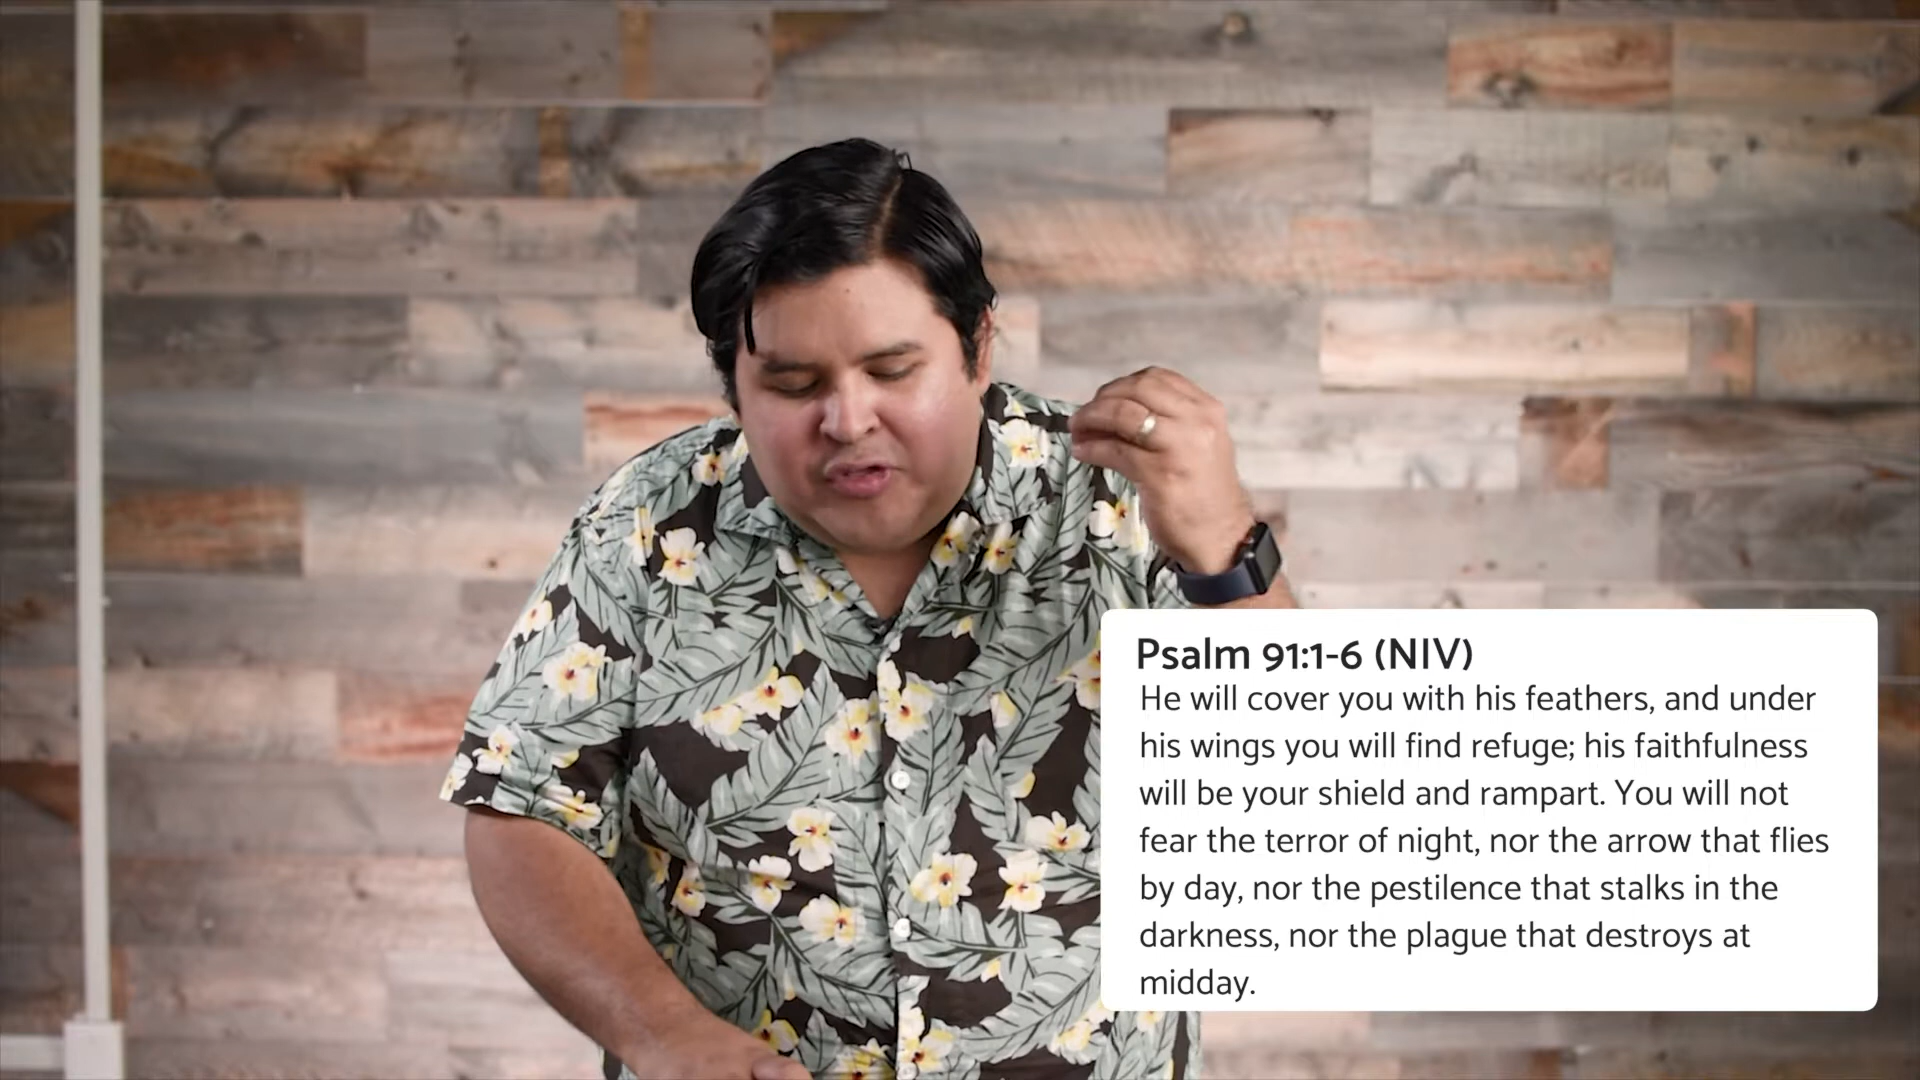 Psalm 91:1-6 (NIV)
He will cover you with his feathers, and under
his wings you will find refuge; his faithfulness
will be your shield and rampart. You will not
fear the terror of night, nor the arrow that flies
by day, nor the pestilence that stalks in the
darkness, nor the plague that destroys at
midday.